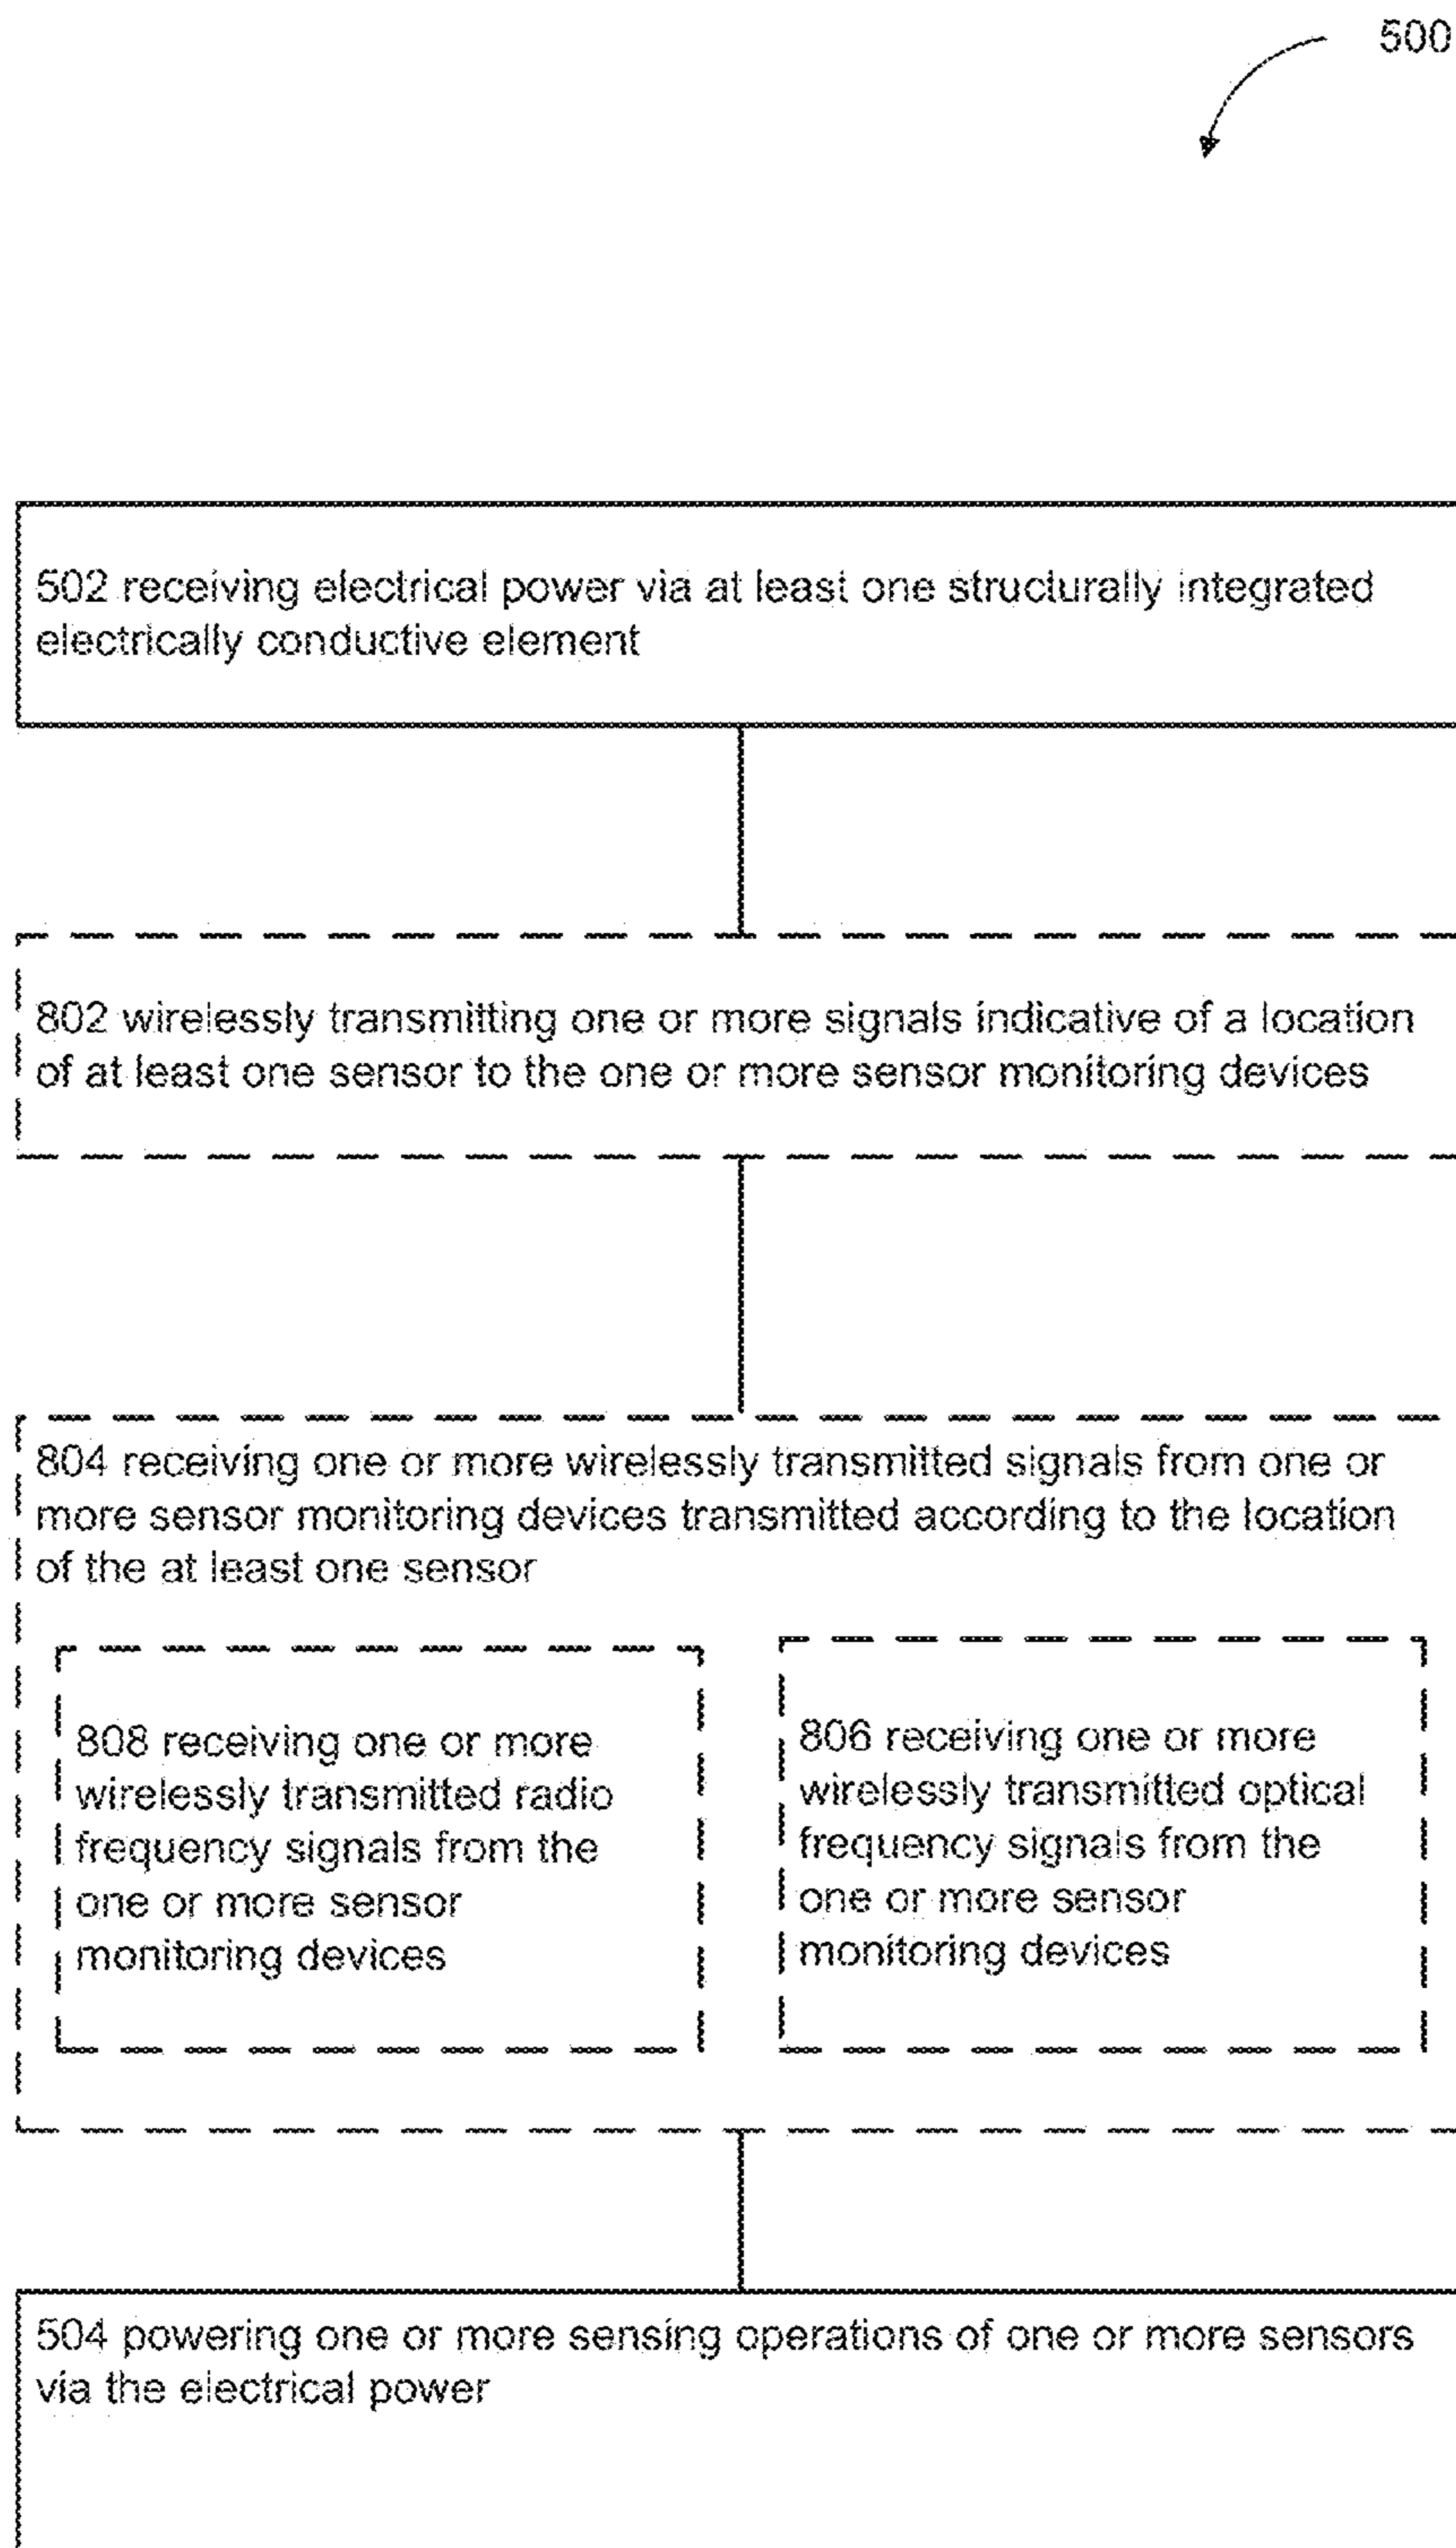 500
502 receiving electrical power via at least one structurally integrated
electrically conductive element
802 wirelessly transmitting one or more signals indicative of a location
of at least one sensor to the one or more sensor monitoring devices
804 receiving one or more wirelessly transmitted signals from one or
more sensor monitoring devices transmitted according to the location
of the at least one sensor
808 receiving one or more
wirelessly transmitted radio
frequency signals from the
one or more sensor
monitoring devices
806 receiving one or more
wirelessly transmitted optical
frequency signals from the
one or more sensor
monitoring devices
504 powering one or more sensing operations of one or more sensors
via the electrical power